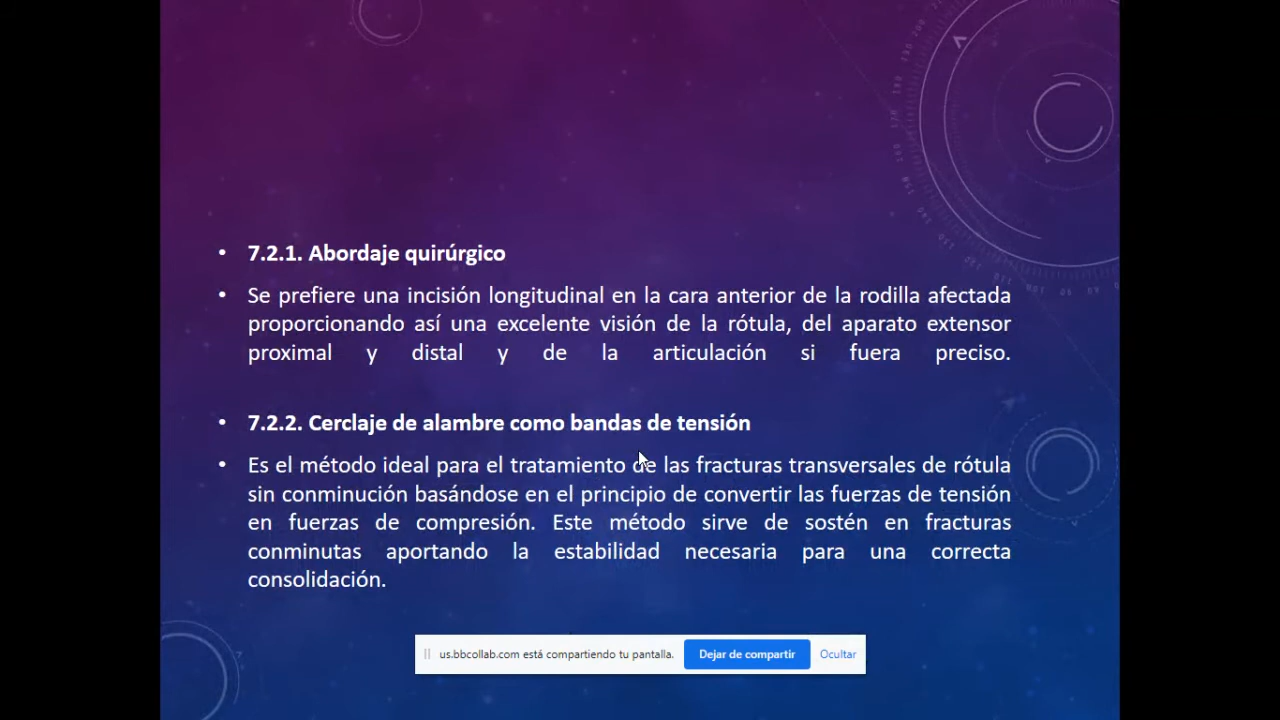 • 7.2.1. Abordaje quirúrgico
• Se prefiere una incisión longitudinal en la cara anterior de la rodilla afectada
proporcionando así una excelente visión de la rótula, del aparato extensor
proximal y distal y de la articulación si fuera preciso.
• 7.2.2. Cerclaje de alambre como bandas de tensión
• Es el método ideal para el tratamiento de las fracturas transversales de rótula
sin conminución basándose en el principio de convertir las fuerzas de tensión
en fuerzas de compresión. Este método sirve de sostén en fracturas
conminutas aportando la estabilidad necesaria para una correcta
consolidación.
us.bbcollab.com está compartiendo tu pantalla. Dejar de compartir Ocultar